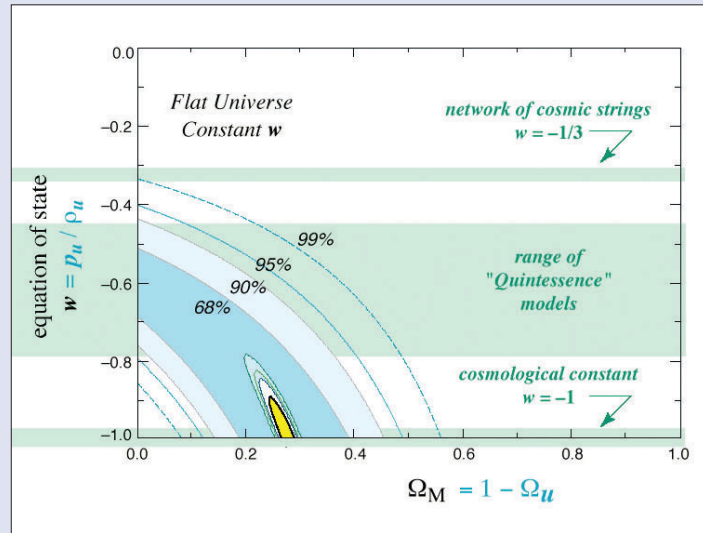 0.0
Flat Universe
Constant w
network of cosmic strings
w = –1/3
–0.2
–0.4
equation of state
w = pu / ρu
99%
95%
90%
68%
range of
"Quintessence"
models
–0.6
–0.8
cosmological constant
w = –1
–1.0
0.0 0.2 0.4 0.6 0.8 1.0
ΩM = 1 – Ωu